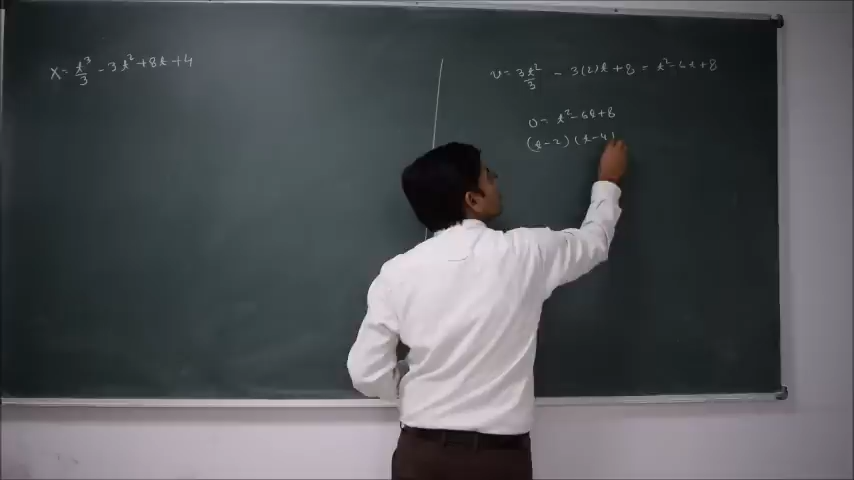 x = t³/3 - 3t² + 8t + 4
v = 3t²/3 - 3(2)t + 8 = t² - 6t + 8
0 = t² - 6t + 8
(t - 2) (t - 4)